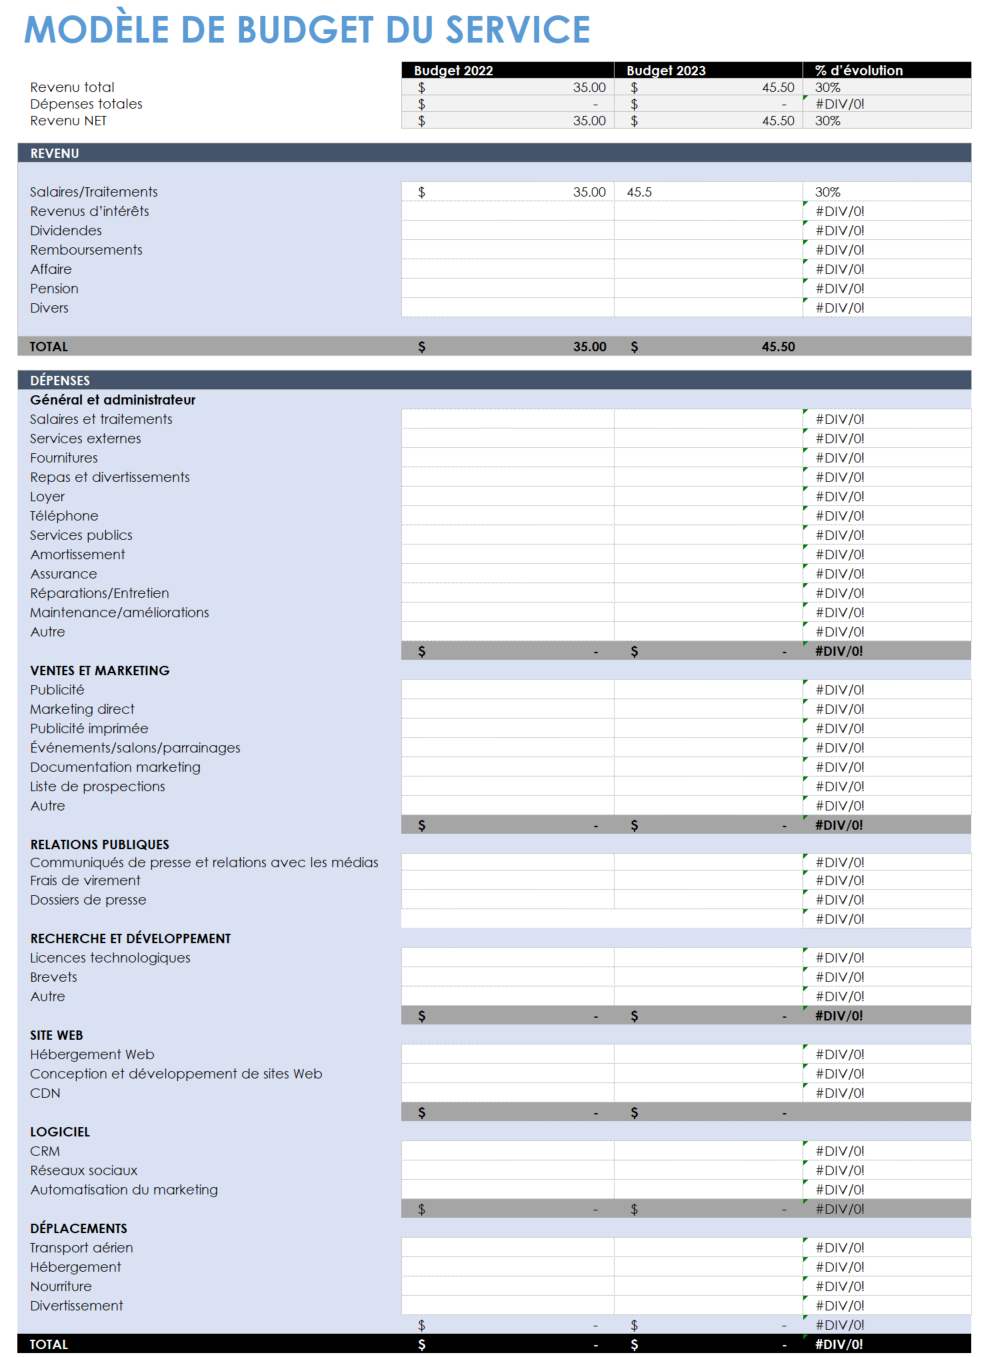 MODÈLE DE BUDGET DU SERVICE
Budget 2022 Budget 2023 % d'évolution
Revenu total $ 35.00 $ 45.50 30%
Dépenses totales $ - $ - #DIV/0!
Revenu NET $ 35.00 $ 45.50 30%
REVENU
Salaires/Traitements $ 35.00 45.5 30%
Revenus d'intérêts #DIV/0!
Dividendes #DIV/0!
Remboursements #DIV/0!
Affaire #DIV/0!
Pension #DIV/0!
Divers #DIV/0!
TOTAL $ 35.00 $ 45.50
DÉPENSES
Général et administrateur
Salaires et traitements #DIV/0!
Services externes #DIV/0!
Fournitures #DIV/0!
Repas et divertissements #DIV/0!
Loyer #DIV/0!
Téléphone #DIV/0!
Services publics #DIV/0!
Amortissement #DIV/0!
Assurance #DIV/0!
Réparations/Entretien #DIV/0!
Maintenance/améliorations #DIV/0!
Autre #DIV/0!
$ - $ - #DIV/0!
VENTES ET MARKETING
Publicité #DIV/0!
Marketing direct #DIV/0!
Publicité imprimée #DIV/0!
Événements/salons/parrainages #DIV/0!
Documentation marketing #DIV/0!
Liste de prospections #DIV/0!
Autre #DIV/0!
$ - $ - #DIV/0!
RELATIONS PUBLIQUES
Communiqués de presse et relations avec les médias #DIV/0!
Frais de virement #DIV/0!
Dossiers de presse #DIV/0!
#DIV/0!
RECHERCHE ET DÉVELOPPEMENT
Licences technologiques #DIV/0!
Brevets #DIV/0!
Autre #DIV/0!
$ - $ - #DIV/0!
SITE WEB
Hébergement Web #DIV/0!
Conception et développement de sites Web #DIV/0!
CDN #DIV/0!
$ - $ -
LOGICIEL
CRM #DIV/0!
Réseaux sociaux #DIV/0!
Automatisation du marketing #DIV/0!
$ - $ - #DIV/0!
DÉPLACEMENTS
Transport aérien #DIV/0!
Hébergement #DIV/0!
Nourriture #DIV/0!
Divertissement #DIV/0!
$ - $ - #DIV/0!
TOTAL $ - $ - #DIV/0!